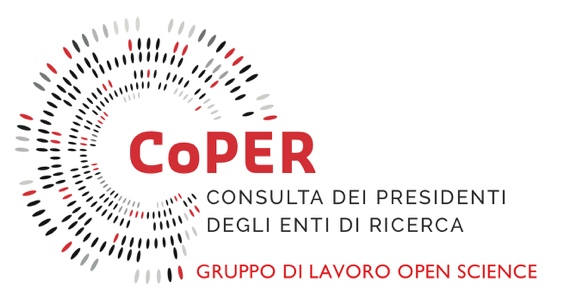 CoPER
CONSULTA DEI PRESIDENTI
DEGLI ENTI DI RICERCA
GRUPPO DI LAVORO OPEN SCIENCE